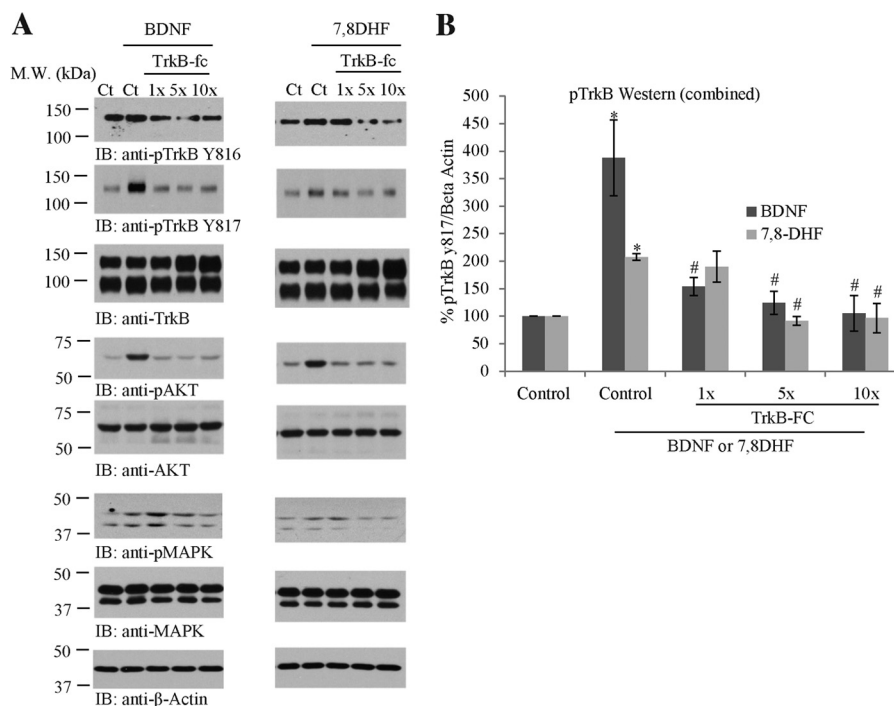 A
BDNF
7,8DHF
TrkB-fc
TrkB-fc
M.W. (kDa)
Ct Ct 1x 5x 10x
Ct Ct 1x 5x 10x
150
100
IB: anti-pTrkB Y816
150
100
IB: anti-pTrkB Y817
150
100
IB: anti-TrkB
75
50
IB: anti-pAKT
75
50
IB: anti-AKT
50
37
IB: anti-pMAPK
50
37
IB: anti-MAPK
50
37
IB: anti-β-Actin
B
pTrkB Western (combined)
% pTrkB y817/Beta Actin
500
450
400
350
300
250
200
150
100
50
0
*
*
#
#
#
#
#
BDNF
7,8-DHF
Control Control 1x 5x 10x
TrkB-FC
BDNF or 7,8DHF